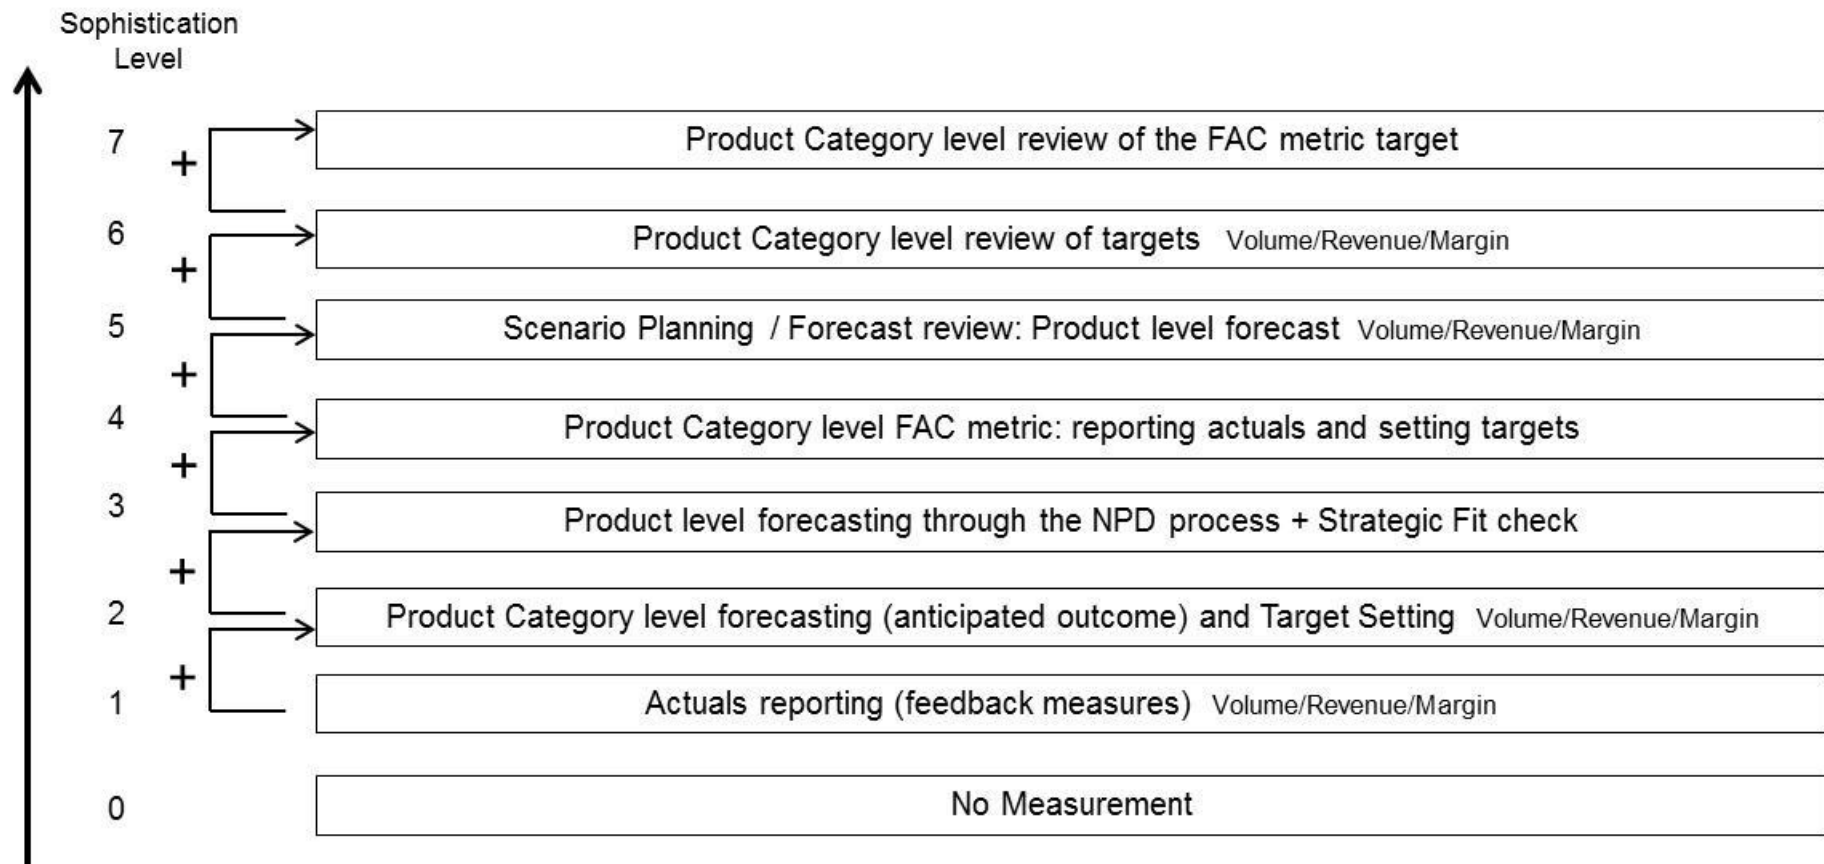 Sophistication
Level
7
+
Product Category level review of the FAC metric target
6
+
Product Category level review of targets Volume/Revenue/Margin
5
+
Scenario Planning / Forecast review: Product level forecast Volume/Revenue/Margin
4
+
Product Category level FAC metric: reporting actuals and setting targets
3
+
Product level forecasting through the NPD process + Strategic Fit check
2
+
Product Category level forecasting (anticipated outcome) and Target Setting Volume/Revenue/Margin
1
Actuals reporting (feedback measures) Volume/Revenue/Margin
0
No Measurement